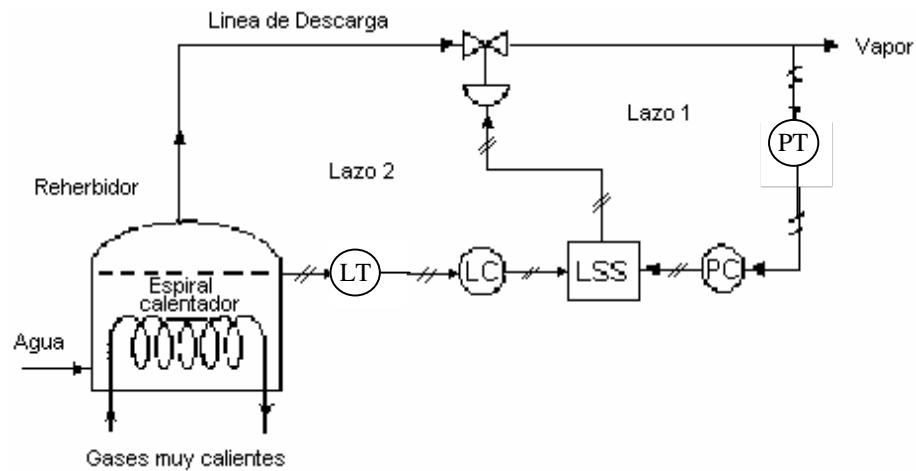 Linea de Descarga
Vapor
Lazo 1
PT
Lazo 2
Reherbidor
LT
LC
LSS
PC
Espiral
calentador
Agua
Gases muy calientes